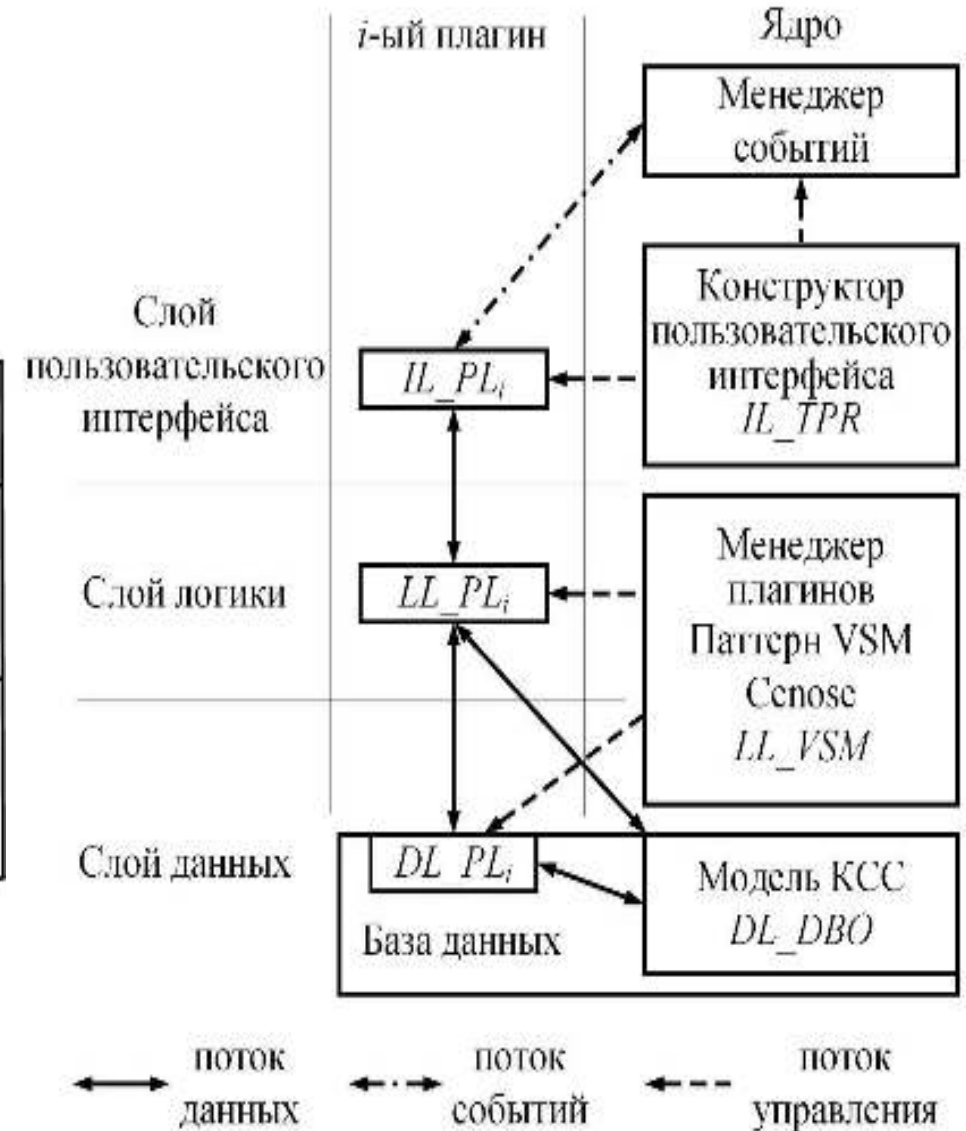 i-ый плагин
Ядро
Менеджер
событий
Конструктор
пользовательского
интерфейса
IL_TPR
Слой
пользовательского
интерфейса
IL_PLi
Менеджер
плагинов
Паттерн VSM
Cenose
LL_VSM
Слой логики
LL_PLi
Слой данных
DL_PLi
База данных
Модель КСС
DL_DBO
поток
данных
поток
событий
поток
управления